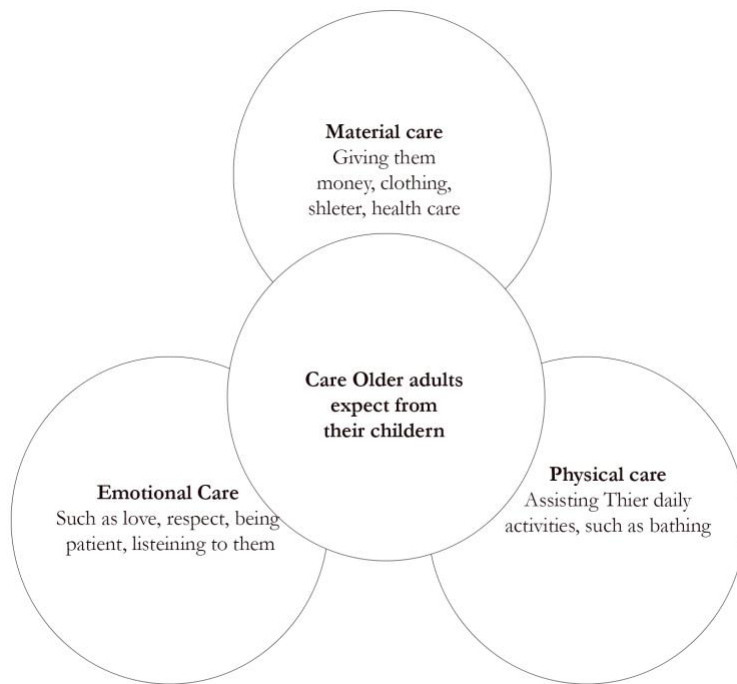 Material care
Giving them
money, clothing,
shleter, health care
Care Older adults
expect from
their childern
Emotional Care
Such as love, respect, being
patient, listeining to them
Physical care
Assisting Thier daily
activities, such as bathing